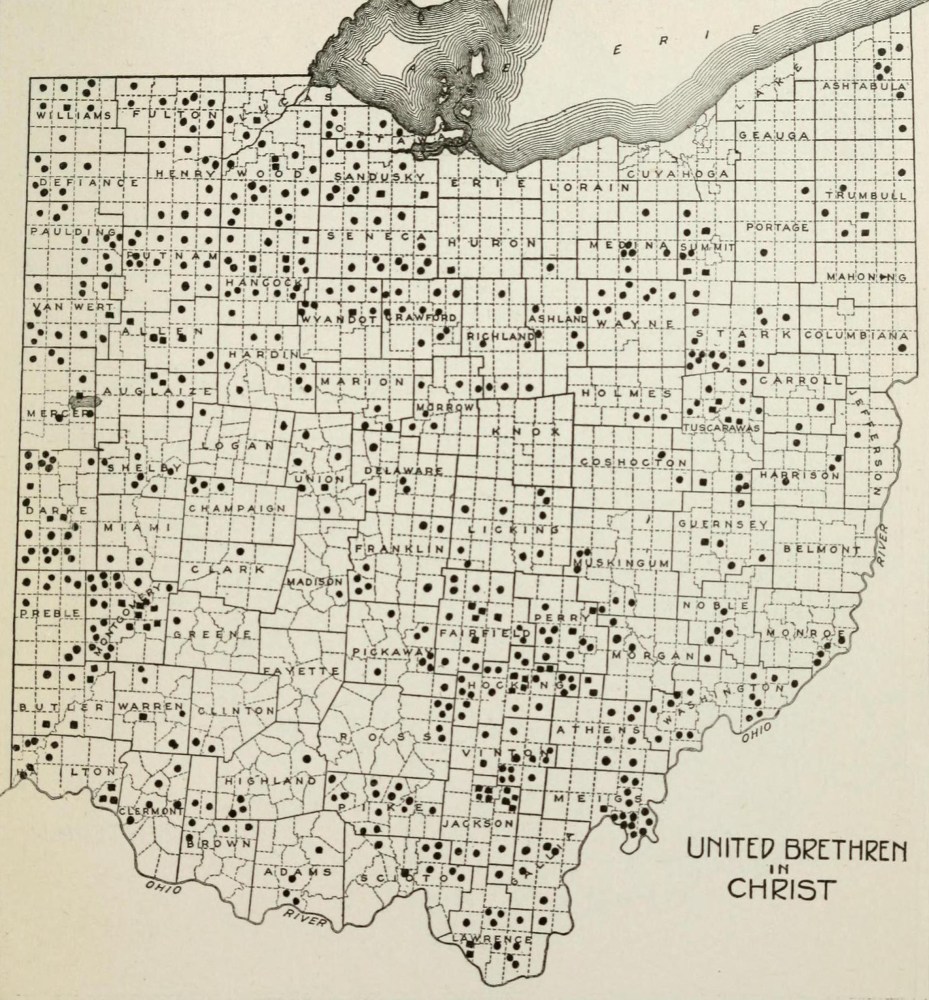 ERIE
LAKE
ASHTABULA
WILLIAMS
FULTON
LUCAS
OTTAWA
GEAUGA
DEFIANCE
HENRY
WOOD
SANDUSKY
ERIE
LORAIN
CUYAHOGA
TRUMBULL
PAULDING
PUTNAM
SENECA
HURON
MEDINA
SUMMIT
PORTAGE
HANCOCK
MAHONING
VAN WERT
ALLEN
WYANDOT
CRAWFORD
RICHLAND
ASHLAND
WAYNE
STARK
COLUMBIANA
HARDIN
AUGLAIZE
MARION
MORROW
HOLMES
CARROLL
MERCER
JEFFERSON
TUSCARAWAS
LOGAN
KNOX
SHELBY
UNION
DELAWARE
COSHOCTON
HARRISON
DARKE
CHAMPAIGN
MIAMI
LICKING
GUERNSEY
FRANKLIN
BELMONT
CLARK
MADISON
MUSKINGUM
RIVER
PREBLE
MONTGOMERY
GREENE
FAIRFIELD
PERRY
NOBLE
MONROE
PICKAWAY
MORGAN
FAYETTE
HOCKING
WASHINGTON
BUTLER
WARREN
CLINTON
ROSS
ATHENS
OHIO
VINTON
HIGHLAND
PIKE
MEIGS
CLERMONT
JACKSON
BROWN
ADAMS
SCIOTO
OHIO
RIVER
LAWRENCE
UNITED BRETHREN
IN
CHRIST